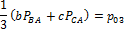 1/3 (bP_BA + cP_CA) = p_03